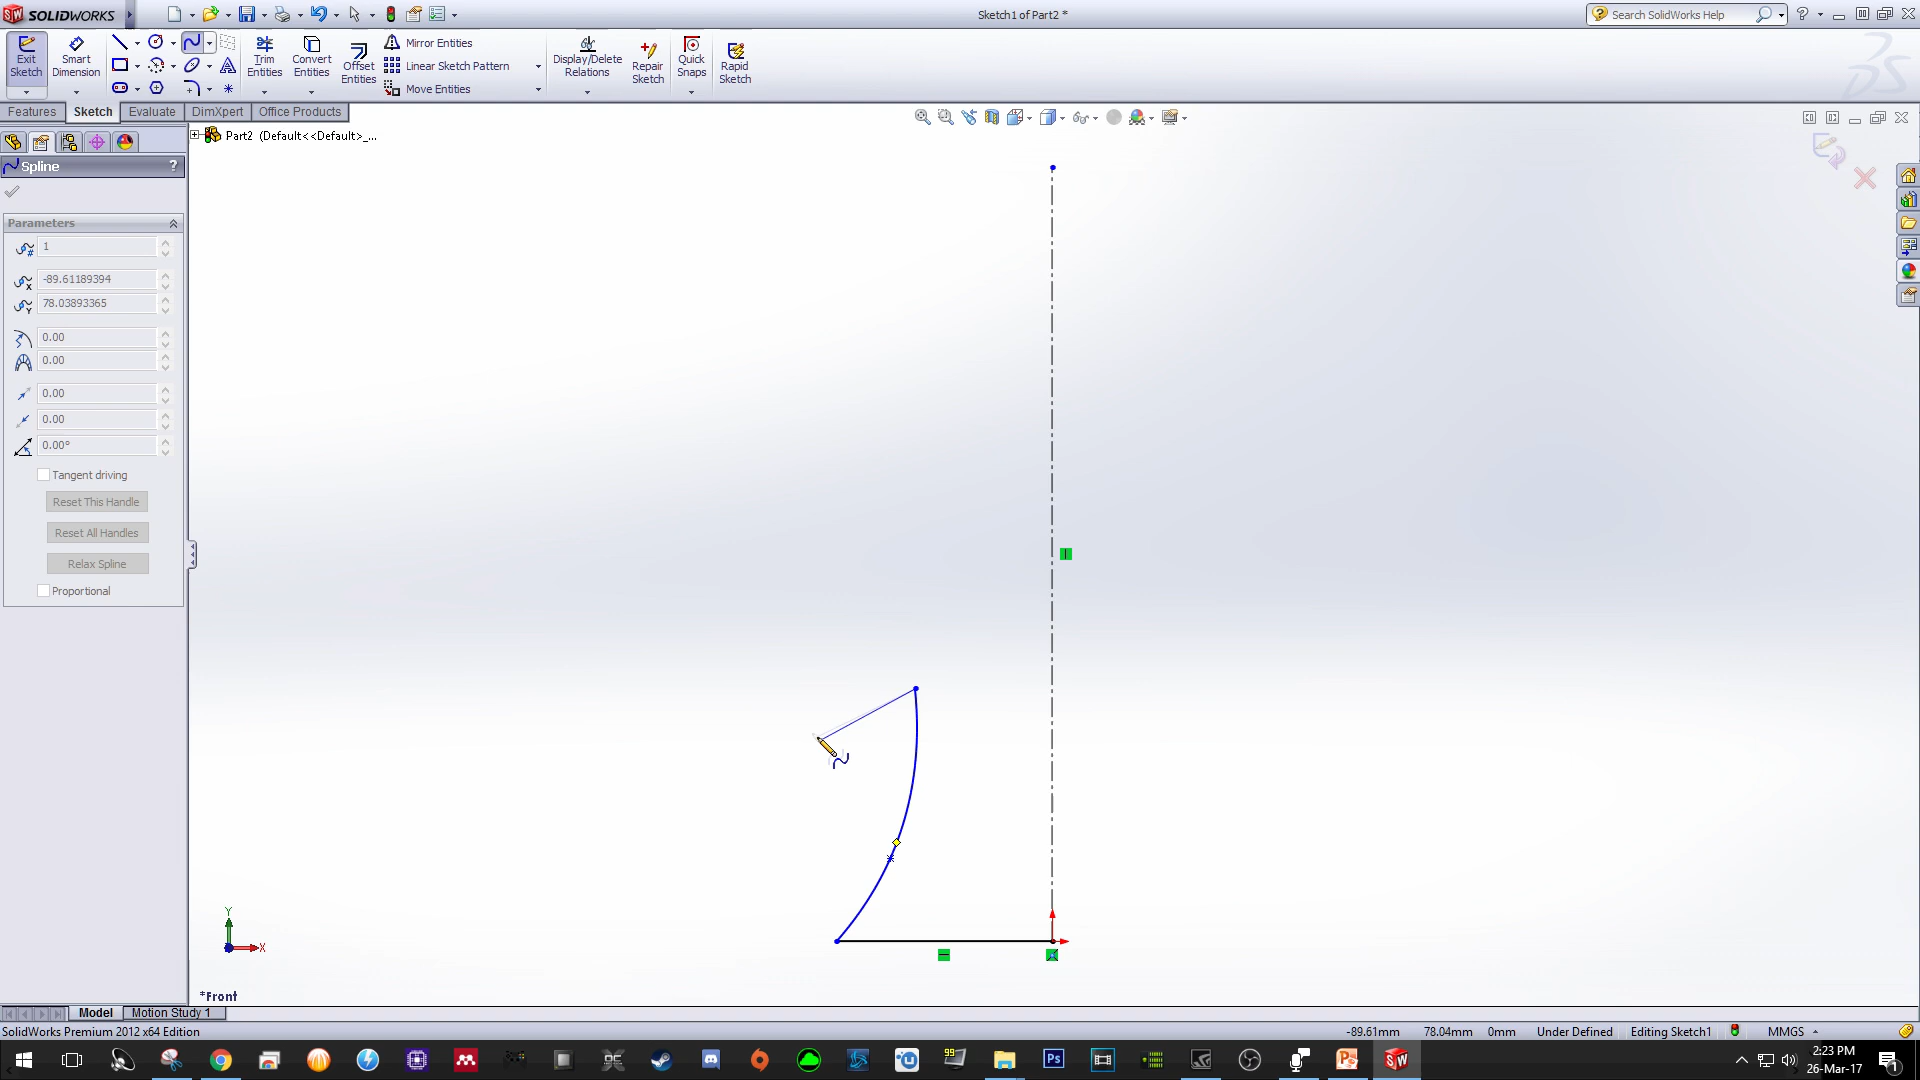 SW SOLIDWORKS
Sketch1 of Part2 *
Search SolidWorks Help
Exit Sketch
Smart Dimension
Trim Entities
Convert Entities
Offset Entities
Mirror Entities
Linear Sketch Pattern
Move Entities
Display/Delete Relations
Repair Sketch
Quick Snaps
Rapid Sketch
Features Sketch Evaluate DimXpert Office Products
Part2 (Default<<Default>_...
Spline ?
Parameters
1
-89.61189394
78.03893365
0.00
0.00
0.00
0.00
0.00°
Tangent driving
Reset This Handle
Reset All Handles
Relax Spline
Proportional
Y
X
*Front
Model Motion Study 1
SolidWorks Premium 2012 x64 Edition
-89.61mm 78.04mm 0mm Under Defined Editing Sketch1 MMGS
99
Ps
2:23 PM
26-Mar-17
1